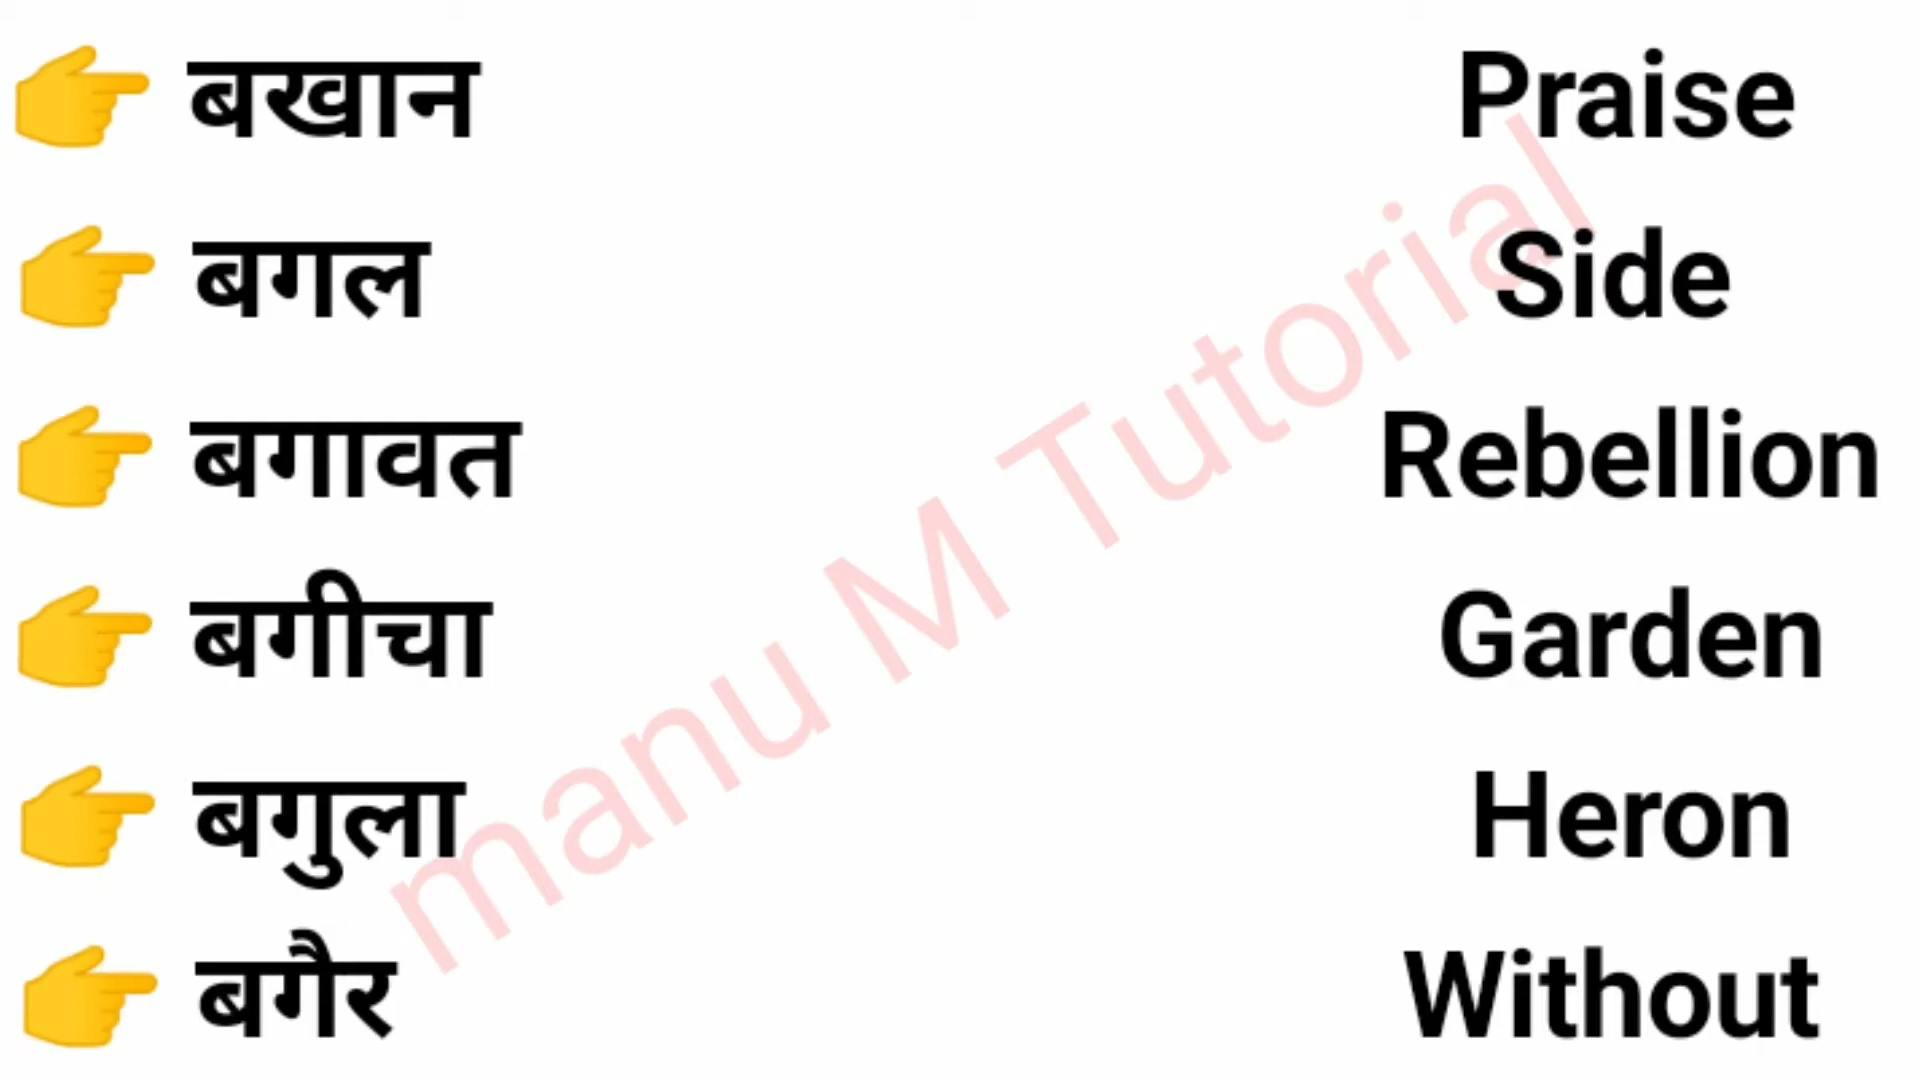 👉 बखान Praise
👉 बगल Side
👉 बगावत Rebellion
👉 बगीचा Garden
👉 बगुला Heron
👉 बगैर Without
manu M Tutorial